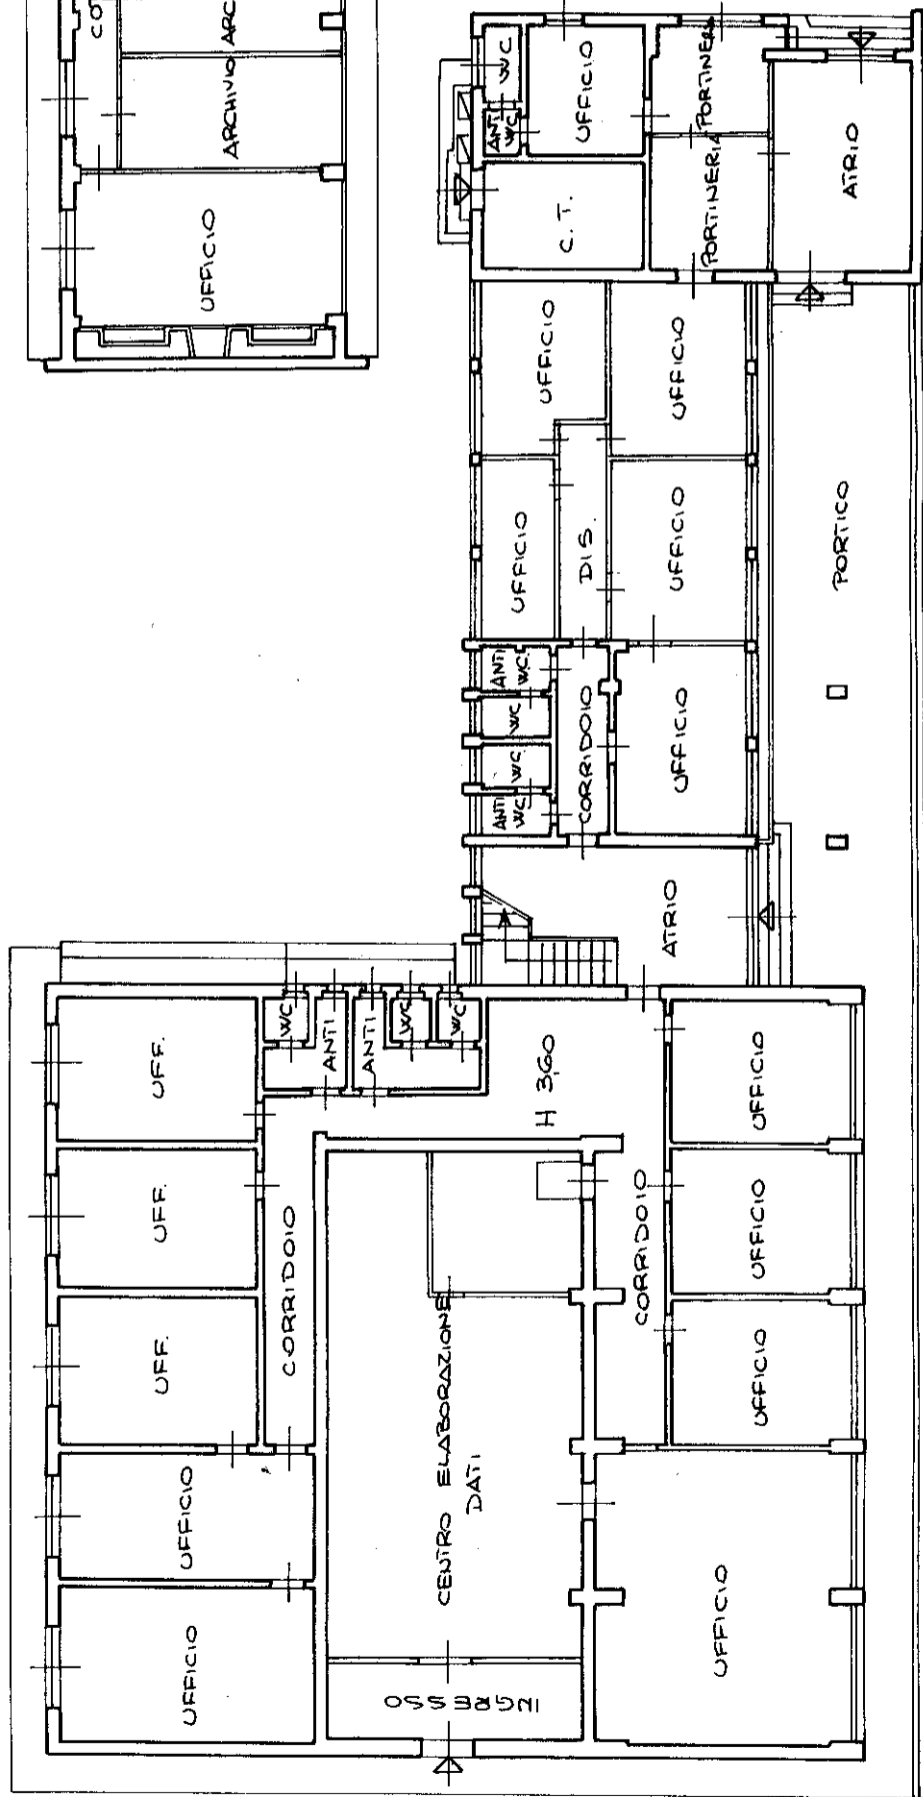 CO
ARC
ARCHIVIO
UFFICIO
WC
ANTI
WC
UFFICIO
PORTINERIA
PORTINERIA
ATRIO
C.T.
UFFICIO
UFFICIO
UFFICIO
DIS.
UFFICIO
PORTICO
ANTI
WC.
WC
WC
ANTI
WC
CORRIDOIO
UFFICIO
ATRIO
UFF.
WC
ANTI
ANTI
WC
WC
H 3,60
UFFICIO
UFF.
UFFICIO
CORRIDOIO
CORRIDOIO
UFF.
UFFICIO
CENTRO ELABORAZIONE
DATI
UFFICIO
UFFICIO
UFFICIO
INGRESSO